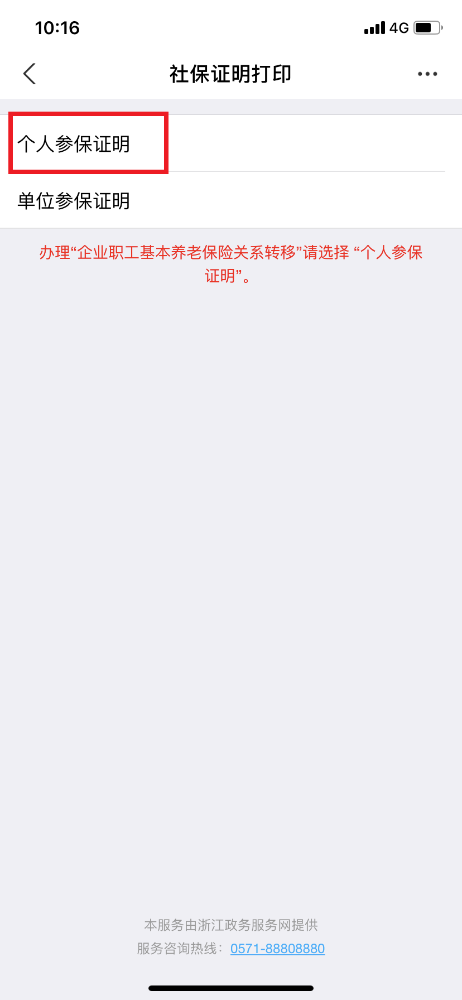 10:16
4G
社保证明打印
个人参保证明
单位参保证明
办理“企业职工基本养老保险关系转移”请选择 “个人参保
证明”。
本服务由浙江政务服务网提供
服务咨询热线：0571-88808880